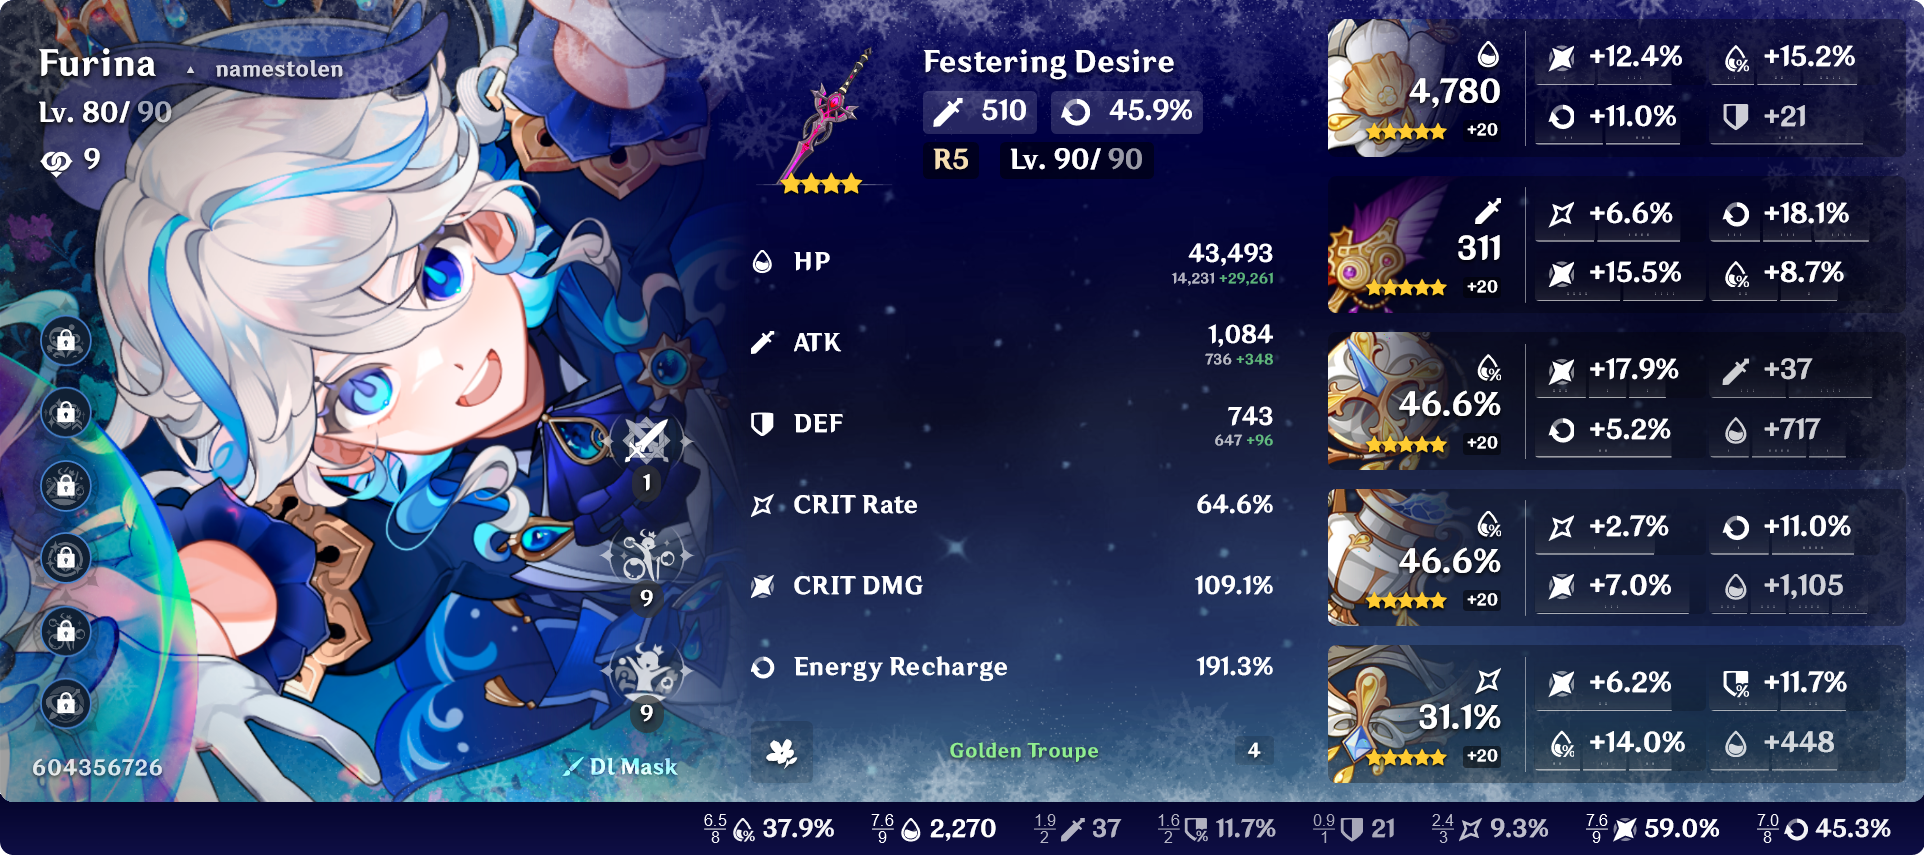 Furina ▲ namestolen
Lv. 80/ 90
9
1
9
9
604356726
Dl Mask
Festering Desire
510 45.9%
R5 Lv. 90/ 90
HP 43,493
14,231 +29,261
ATK 1,084
736 +348
DEF 743
647 +96
CRIT Rate 64.6%
CRIT DMG 109.1%
Energy Recharge 191.3%
Golden Troupe 4
4,780
+20
+12.4% +15.2%
+11.0% +21
311
+20
+6.6% +18.1%
+15.5% +8.7%
46.6%
+20
+17.9% +37
+5.2% +717
46.6%
+20
+2.7% +11.0%
+7.0% +1,105
31.1%
+20
+6.2% +11.7%
+14.0% +448
6.5/8 37.9% 7.6/9 2,270 1.9/2 37 1.6/2 11.7% 0.9/1 21 2.4/3 9.3% 7.6/9 59.0% 7.0/8 45.3%